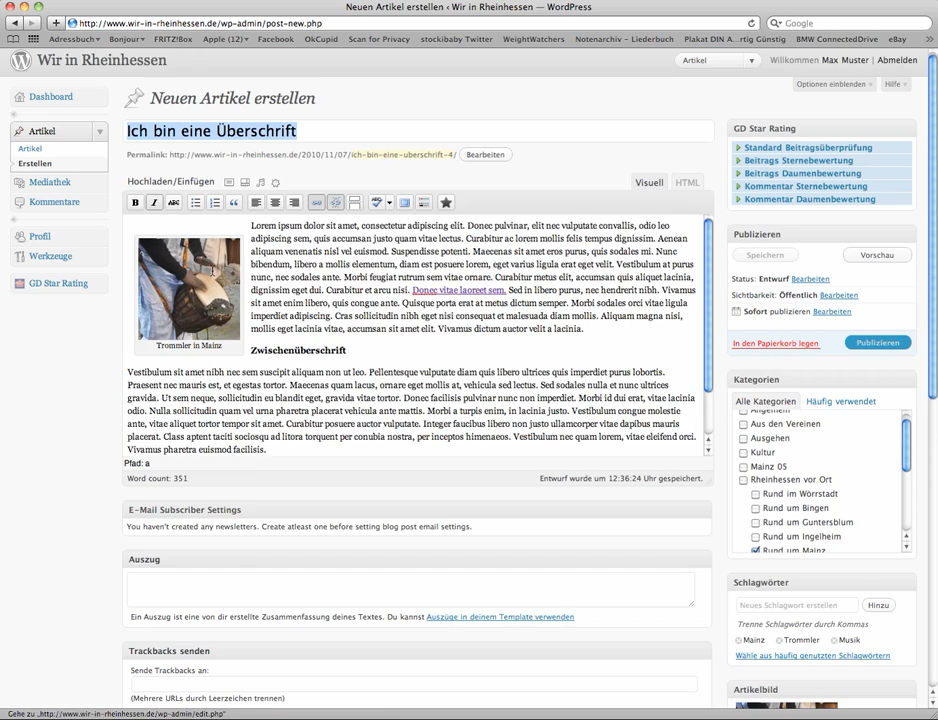 Neuen Artikel erstellen ‹ Wir in Rheinhessen — WordPress
http://www.wir-in-rheinhessen.de/wp-admin/post-new.php
Google
Adressbuch Bonjour FRITZ!Box Apple (12) Facebook OkCupid Scan for Privacy stockibaby Twitter WeightWatchers Notenarchiv – Liederbuch Plakat DIN A...rtig Günstig BMW ConnectedDrive eBay
Wir in Rheinhessen
Artikel
Willkommen Max Muster | Abmelden
Optionen einblenden
Hilfe
Dashboard
Artikel
Artikel
Erstellen
Mediathek
Kommentare
Profil
Werkzeuge
GD Star Rating
Neuen Artikel erstellen
Ich bin eine Überschrift
Permalink: http://www.wir-in-rheinhessen.de/2010/11/07/ich-bin-eine-uberschrift-4/ Bearbeiten
Hochladen/Einfügen
Visuell HTML
B I ABC
Lorem ipsum dolor sit amet, consectetur adipiscing elit. Donec pulvinar, elit nec vulputate convallis, odio leo
adipiscing sem, quis accumsan justo quam vitae lectus. Curabitur ac lorem mollis felis tempus dignissim. Aenean
aliquam venenatis nisl vel euismod. Suspendisse potenti. Maecenas sit amet eros purus, quis sodales mi. Nunc
bibendum, libero a mollis elementum, diam est posuere lorem, eget varius ligula erat eget velit. Vestibulum at purus
nunc, nec sodales ante. Morbi feugiat rutrum sem vitae ornare. Curabitur metus elit, accumsan quis aliquet lacinia,
dignissim eget dui. Curabitur et arcu nisi. Donec vitae laoreet sem. Sed in libero purus, nec hendrerit nibh. Vivamus
sit amet enim libero, quis congue ante. Quisque porta erat at metus dictum semper. Morbi sodales orci vitae ligula
imperdiet adipiscing. Cras sollicitudin nibh eget nisi consequat et malesuada diam mollis. Aliquam magna nisi,
mollis eget lacinia vitae, accumsan sit amet elit. Vivamus dictum auctor velit a lacinia.
Trommler in Mainz
Zwischenüberschrift
Vestibulum sit amet nibh nec sem suscipit aliquam non ut leo. Pellentesque vulputate diam quis libero ultrices quis imperdiet purus lobortis.
Praesent nec mauris est, et egestas tortor. Maecenas quam lacus, ornare eget mollis at, vehicula sed lectus. Sed sodales nulla et nunc ultrices
gravida. Ut sem neque, sollicitudin eu blandit eget, gravida vitae tortor. Donec facilisis pulvinar nunc non imperdiet. Morbi id dui erat, vitae lacinia
odio. Nulla sollicitudin quam vel urna pharetra placerat vehicula ante mattis. Morbi a turpis enim, in lacinia justo. Vestibulum congue molestie
ante, vitae aliquet tortor tempor sit amet. Curabitur posuere auctor vulputate. Integer faucibus libero non justo ullamcorper vitae dapibus mauris
placerat. Class aptent taciti sociosqu ad litora torquent per conubia nostra, per inceptos himenaeos. Vestibulum nec quam lorem, vitae eleifend orci.
Vivamus pharetra euismod facilisis.
Pfad: a
Word count: 351
Entwurf wurde um 12:36:24 Uhr gespeichert.
E-Mail Subscriber Settings
You haven't created any newsletters. Create atleast one before setting blog post email settings.
Auszug
Ein Auszug ist eine von dir erstellte Zusammenfassung deines Textes. Du kannst Auszüge in deinem Template verwenden
Trackbacks senden
Sende Trackbacks an:
(Mehrere URLs durch Leerzeichen trennen)
GD Star Rating
Standard Beitragsüberprüfung
Beitrags Sternebewertung
Beitrags Daumenbewertung
Kommentar Sternebewertung
Kommentar Daumenbewertung
Publizieren
Speichern
Vorschau
Status: Entwurf Bearbeiten
Sichtbarkeit: Öffentlich Bearbeiten
Sofort publizieren Bearbeiten
In den Papierkorb legen
Publizieren
Kategorien
Alle Kategorien Häufig verwendet
Allgemein
Aus den Vereinen
Ausgehen
Kultur
Mainz 05
Rheinhessen vor Ort
Rund im Wörrstadt
Rund um Bingen
Rund um Guntersblum
Rund um Ingelheim
Rund um Mainz
Schlagwörter
Neues Schlagwort erstellen Hinzu
Trenne Schlagwörter durch Kommas
Mainz Trommler Musik
Wähle aus häufig genutzten Schlagwörtern
Artikelbild
Gehe zu „http://www.wir-in-rheinhessen.de/wp-admin/edit.php"